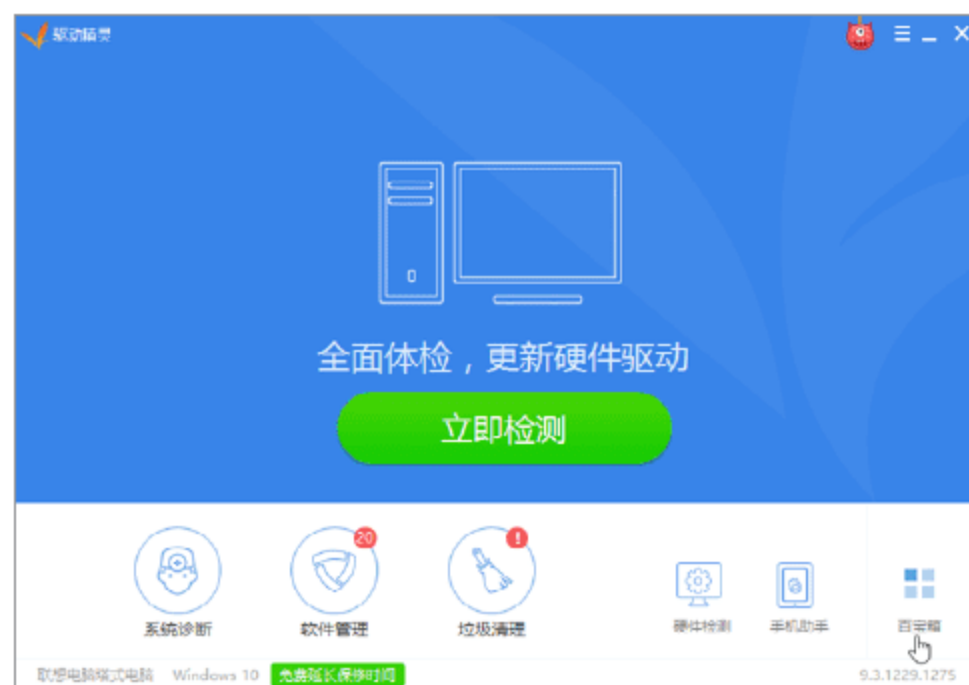 驱动精灵
全面体检，更新硬件驱动
立即检测
20
!
系统诊断 软件管理 垃圾清理 硬件检测 手机助手 百宝箱
联想电脑塔式电脑 Windows 10 免费延长保修时间 9.3.1229.1275